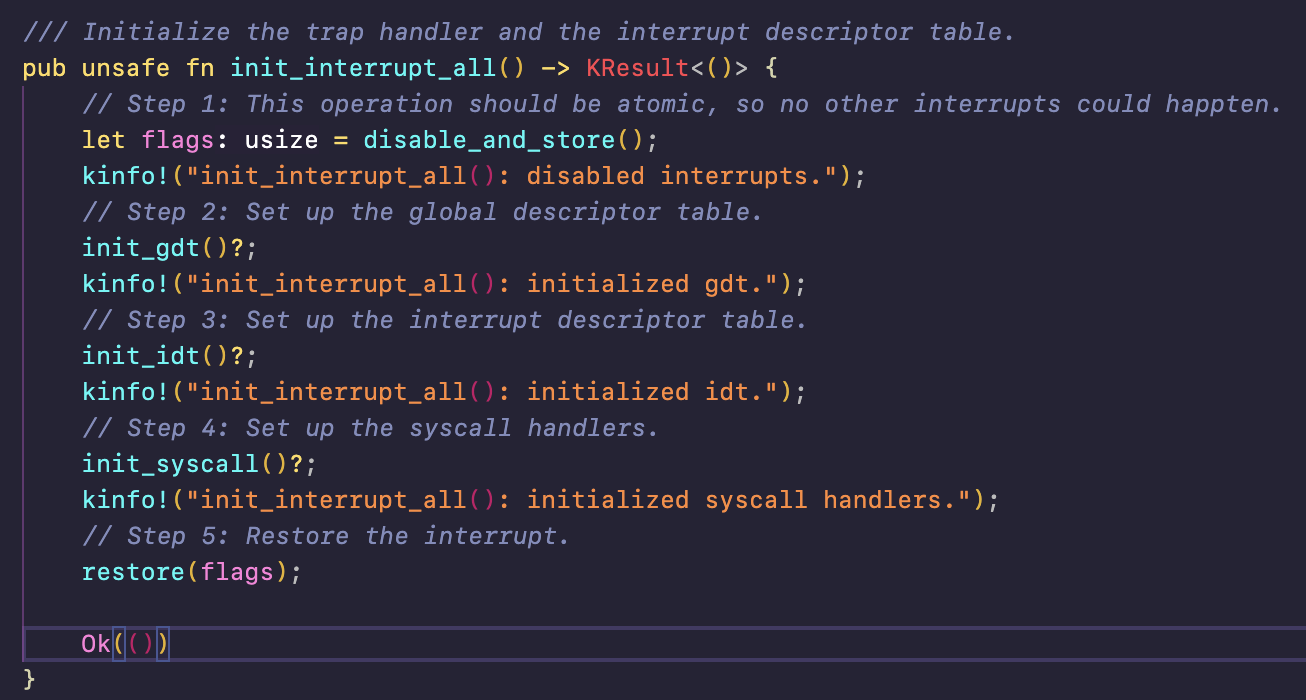 /// Initialize the trap handler and the interrupt descriptor table.
pub unsafe fn init_interrupt_all() -> KResult<()> {
    // Step 1: This operation should be atomic, so no other interrupts could happten.
    let flags: usize = disable_and_store();
    kinfo!("init_interrupt_all(): disabled interrupts.");
    // Step 2: Set up the global descriptor table.
    init_gdt()?;
    kinfo!("init_interrupt_all(): initialized gdt.");
    // Step 3: Set up the interrupt descriptor table.
    init_idt()?;
    kinfo!("init_interrupt_all(): initialized idt.");
    // Step 4: Set up the syscall handlers.
    init_syscall()?;
    kinfo!("init_interrupt_all(): initialized syscall handlers.");
    // Step 5: Restore the interrupt.
    restore(flags);

    Ok(())
}